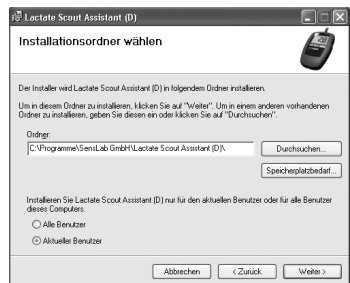 Lactate Scout Assistant (D)
Installationsordner wählen
Der Installer wird Lactate Scout Assistant (D) in folgendem Ordner installieren.
Um in diesem Ordner zu installieren, klicken Sie auf "Weiter". Um in einem anderen vorhandenen
Ordner zu installieren, geben Sie diesen ein oder klicken Sie auf "Durchsuchen".
Ordner:
C:\Programme\SensLab GmbH\Lactate Scout Assistant (D)\
Durchsuchen...
Speicherplatzbedarf...
Installieren Sie Lactate Scout Assistant (D) nur für den aktuellen Benutzer oder für alle Benutzer
dieses Computers.
Alle Benutzer
Aktueller Benutzer
Abbrechen
< Zurück
Weiter >